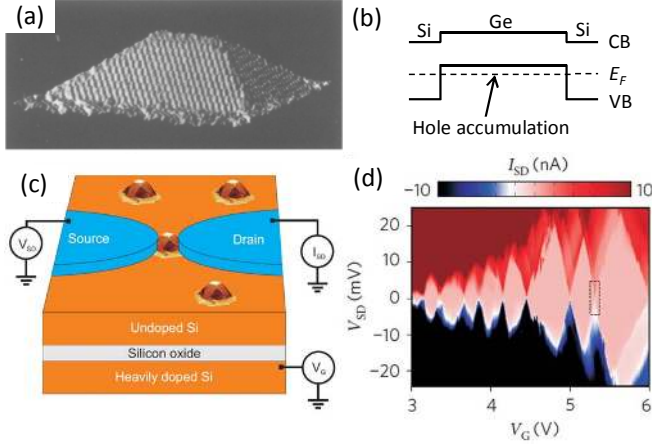 (a)
(b)
Si Ge Si
CB
E_F
VB
Hole accumulation
(c)
Source
Drain
V_SD
I_SD
Undoped Si
Silicon oxide
Heavily doped Si
V_G
(d)
I_SD (nA)
−10 10
V_SD (mV)
20
10
0
−10
−20
3 4 5 6
V_G (V)